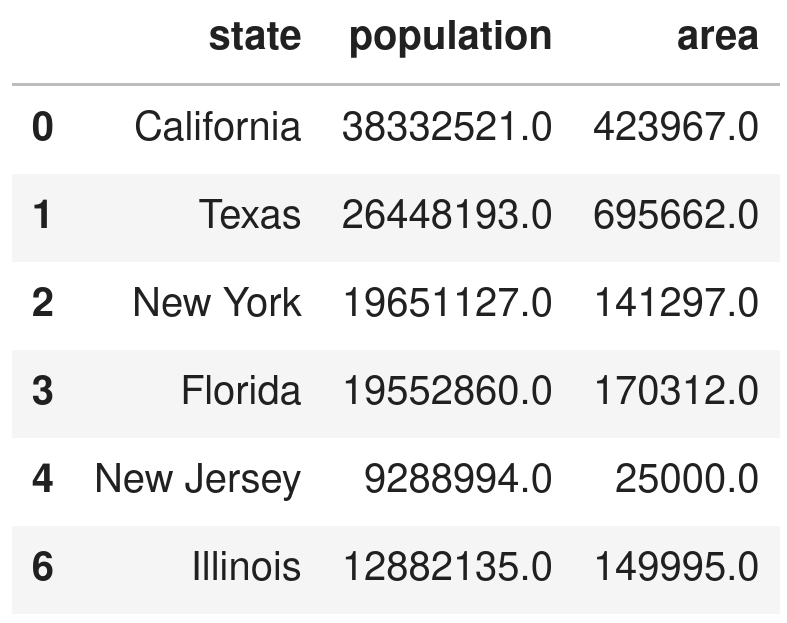 state population area
0 California 38332521.0 423967.0
1 Texas 26448193.0 695662.0
2 New York 19651127.0 141297.0
3 Florida 19552860.0 170312.0
4 New Jersey 9288994.0 25000.0
6 Illinois 12882135.0 149995.0